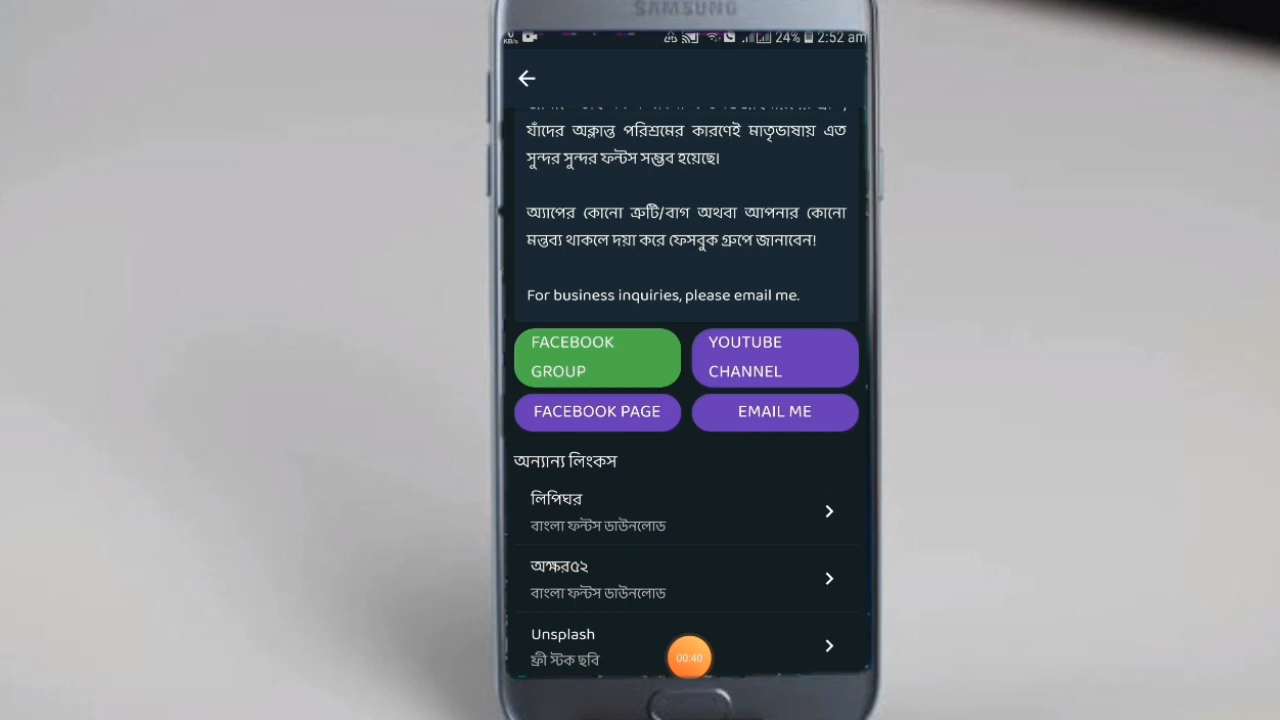 SAMSUNG
0
KB/s
24% 2:52 am
যাঁদের অক্লান্ত পরিশ্রমের কারণেই মাতৃভাষায় এত
সুন্দর সুন্দর ফন্টস সম্ভব হয়েছে।
অ্যাপের কোনো ত্রুটি/বাগ অথবা আপনার কোনো
মন্তব্য থাকলে দয়া করে ফেসবুক গ্রুপে জানাবেন!
For business inquiries, please email me.
FACEBOOK
GROUP
YOUTUBE
CHANNEL
FACEBOOK PAGE
EMAIL ME
অন্যান্য লিংকস
লিপিঘর
বাংলা ফন্টস ডাউনলোড
অক্ষর৫২
বাংলা ফন্টস ডাউনলোড
Unsplash
ফ্রী স্টক ছবি
00:40